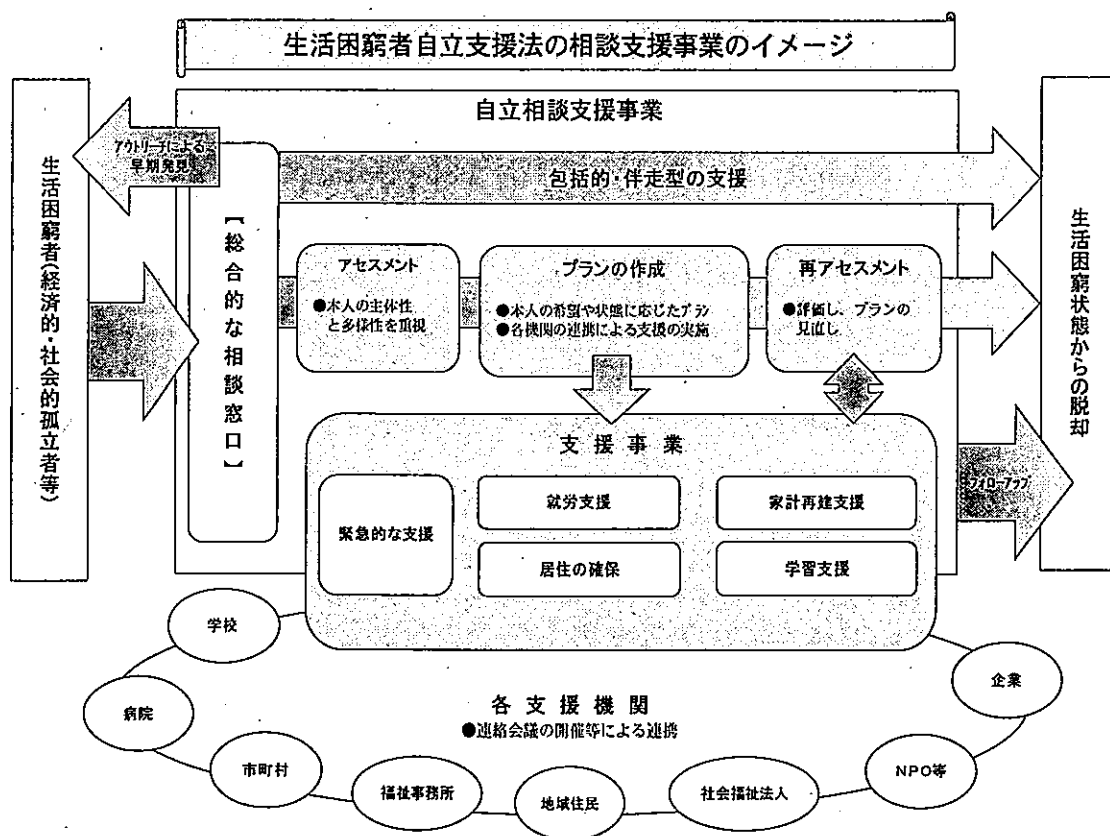 生活困窮者自立支援法の相談支援事業のイメージ
自立相談支援事業
アウトリーチによる
早期発見
包括的・伴走型の支援
生活困窮者(経済的・社会的孤立者等)
【総合的な相談窓口】
アセスメント
●本人の主体性
と多様性を重視
プランの作成
●本人の希望や状態に応じたプラン
●各機関の連携による支援の実施
再アセスメント
●評価し、プランの
見直し
生活困窮状態からの脱却
支援事業
緊急的な支援
就労支援
家計再建支援
居住の確保
学習支援
フォローアップ
学校
病院
市町村
福祉事務所
地域住民
社会福祉法人
NPO等
企業
各支援機関
●連絡会議の開催等による連携